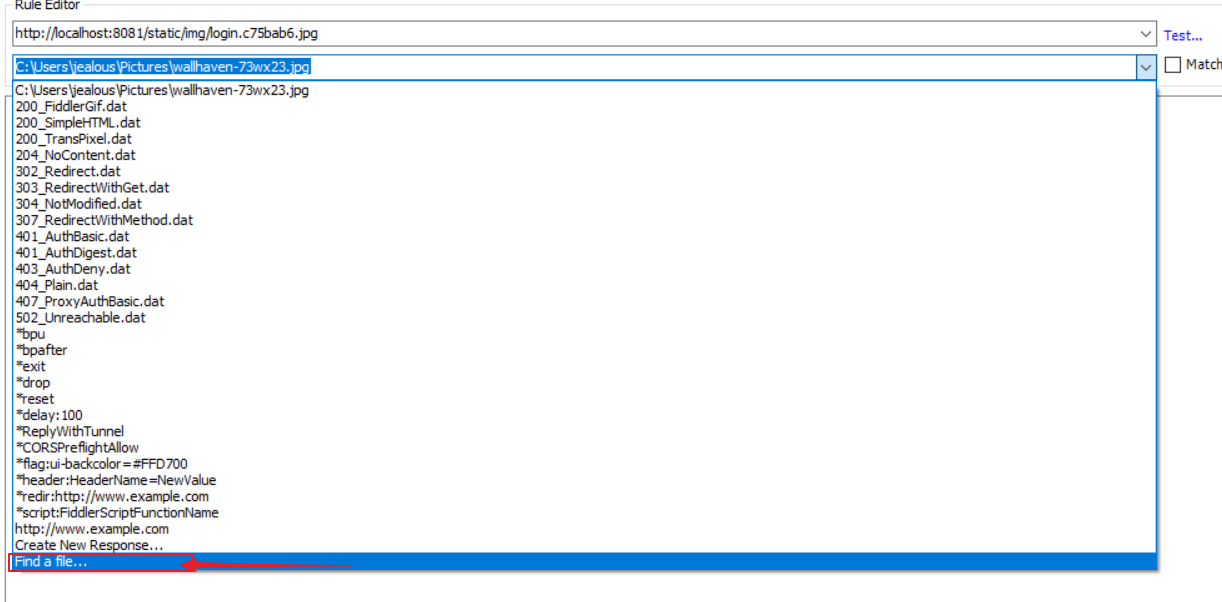 Rule Editor
http://localhost:8081/static/img/login.c75bab6.jpg
Test...
C:\Users\jealous\Pictures\wallhaven-73wx23.jpg
Match
C:\Users\jealous\Pictures\wallhaven-73wx23.jpg
200_FiddlerGif.dat
200_SimpleHTML.dat
200_TransPixel.dat
204_NoContent.dat
302_Redirect.dat
303_RedirectWithGet.dat
304_NotModified.dat
307_RedirectWithMethod.dat
401_AuthBasic.dat
401_AuthDigest.dat
403_AuthDeny.dat
404_Plain.dat
407_ProxyAuthBasic.dat
502_Unreachable.dat
*bpu
*bpafter
*exit
*drop
*reset
*delay:100
*ReplyWithTunnel
*CORSPreflightAllow
*flag:ui-backcolor=#FFD700
*header:HeaderName=NewValue
*redir:http://www.example.com
*script:FiddlerScriptFunctionName
http://www.example.com
Create New Response...
Find a file...